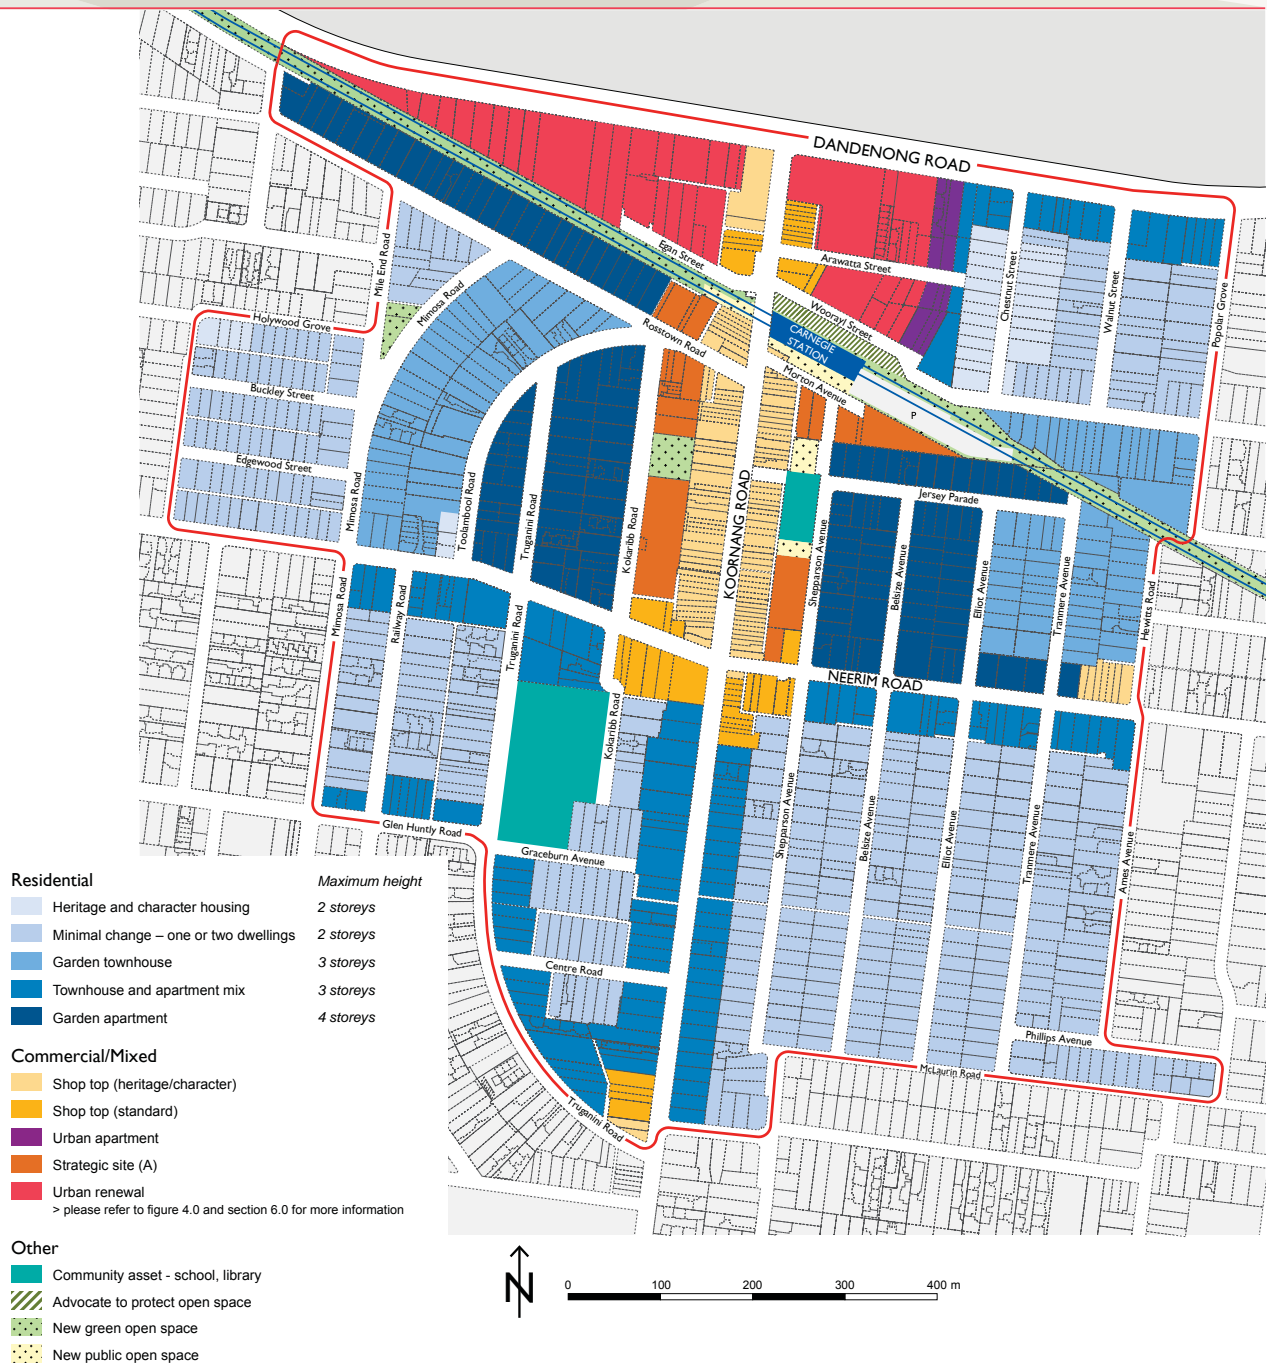 DANDENONG ROAD
Egan Street
Arawatta Street
Woorayl Street
Chestnut Street
Walnut Street
Popolar Grove
Mile End Road
Mimosa Road
Holywood Grove
Rosstown Road
CARNEGIE
STATION
Morton Avenue
P
Buckley Street
Edgewood Street
Mimosa Road
Toolambool Road
Truganini Road
Kokaribb Road
KOORNANG ROAD
Jersey Parade
Shepparson Avenue
Belsize Avenue
Elliot Avenue
Tranmere Avenue
Hewitts Road
Mimosa Road
Railway Road
Truganini Road
NEERIM ROAD
Kokaribb Road
Glen Huntly Road
Graceburn Avenue
Shepparson Avenue
Belsize Avenue
Elliot Avenue
Tranmere Avenue
Ames Avenue
Centre Road
Phillips Avenue
McLaurin Road
Truganini Road
Residential Maximum height
Heritage and character housing 2 storeys
Minimal change – one or two dwellings 2 storeys
Garden townhouse 3 storeys
Townhouse and apartment mix 3 storeys
Garden apartment 4 storeys
Commercial/Mixed
Shop top (heritage/character)
Shop top (standard)
Urban apartment
Strategic site (A)
Urban renewal
> please refer to figure 4.0 and section 6.0 for more information
Other
Community asset - school, library
Advocate to protect open space
New green open space
New public open space
N
0 100 200 300 400 m